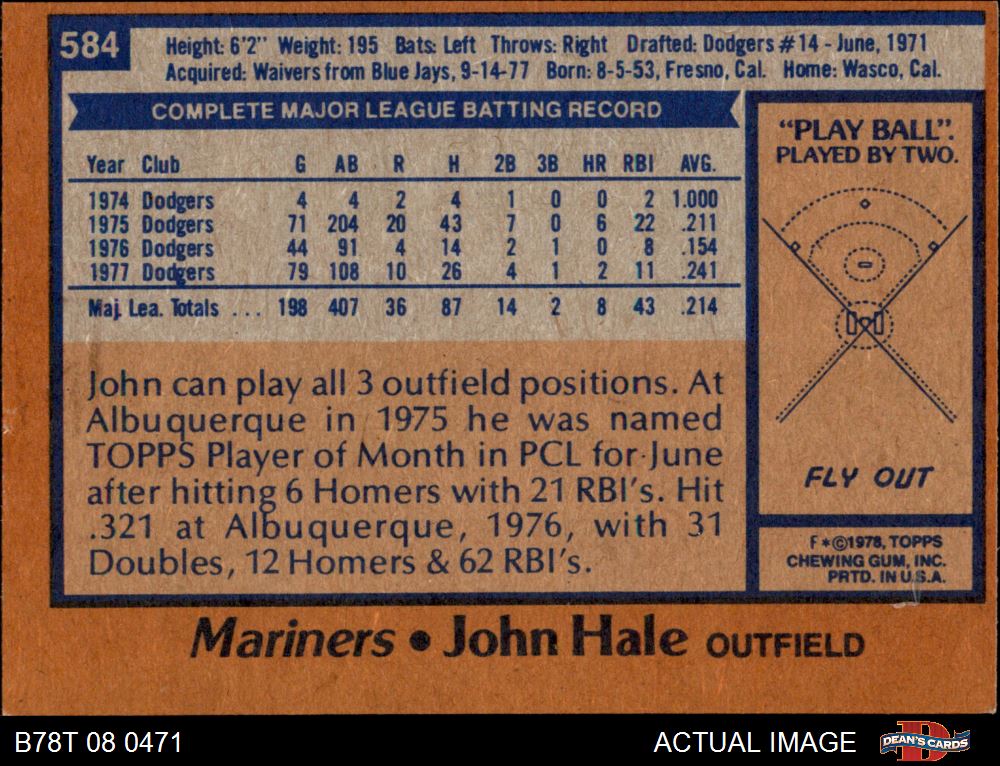 584
Height: 6'2" Weight: 195 Bats: Left Throws: Right Drafted: Dodgers #14 - June, 1971
Acquired: Waivers from Blue Jays, 9-14-77 Born: 8-5-53, Fresno, Cal. Home: Wasco, Cal.
COMPLETE MAJOR LEAGUE BATTING RECORD
Year Club G AB R H 2B 3B HR RBI AVG.
1974 Dodgers 4 4 2 4 1 0 0 2 1.000
1975 Dodgers 71 204 20 43 7 0 6 22 .211
1976 Dodgers 44 91 4 14 2 1 0 8 .154
1977 Dodgers 79 108 10 26 4 1 2 11 .241
Maj. Lea. Totals ... 198 407 36 87 14 2 8 43 .214
John can play all 3 outfield positions. At
Albuquerque in 1975 he was named
TOPPS Player of Month in PCL for June
after hitting 6 Homers with 21 RBI's. Hit
.321 at Albuquerque, 1976, with 31
Doubles, 12 Homers & 62 RBI's.
"PLAY BALL".
PLAYED BY TWO.
FLY OUT
F*©1978, TOPPS
CHEWING GUM, INC.
PRTD. IN U.S.A.
Mariners • John Hale OUTFIELD
B78T 08 0471
ACTUAL IMAGE
DEAN'S CARDS